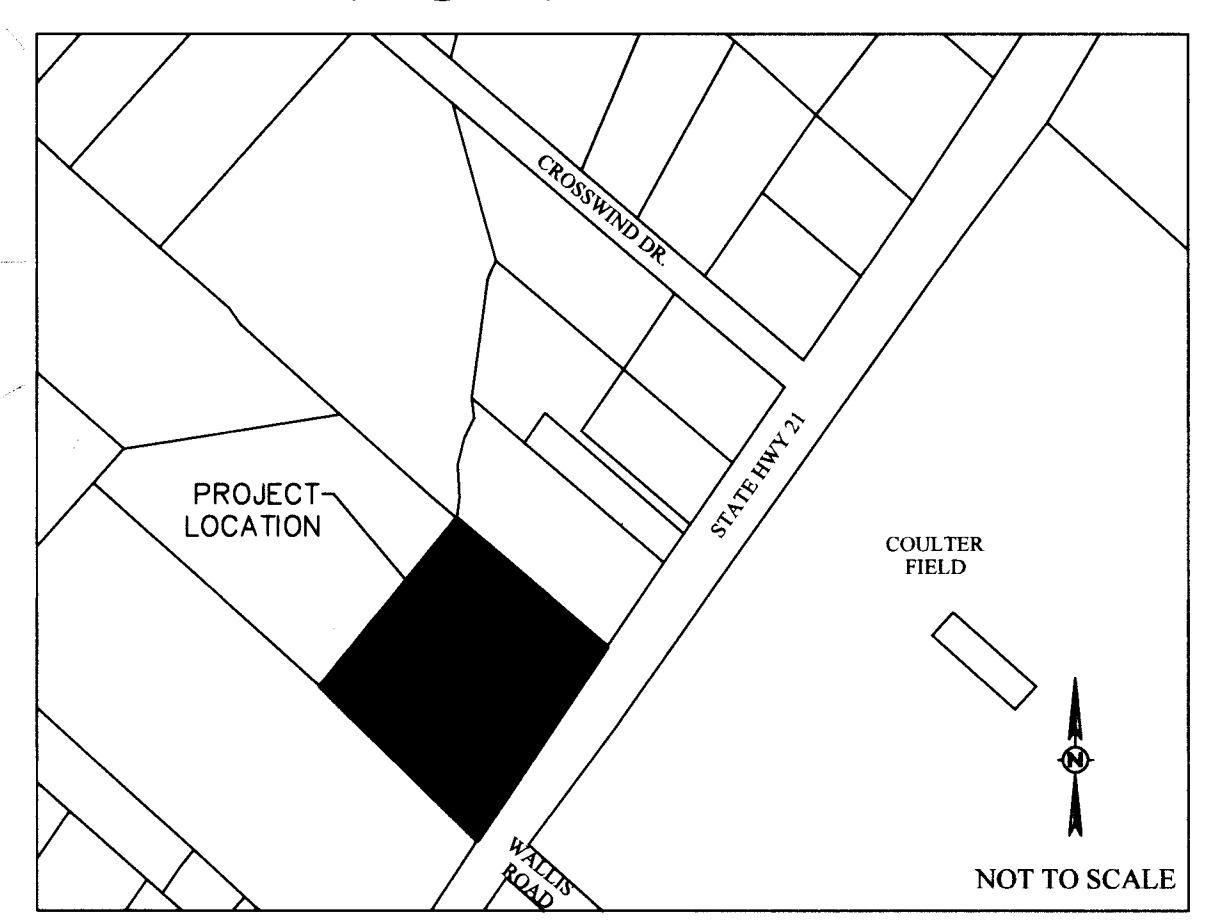 CROSSWIND DR.
STATE HWY 21
PROJECT
LOCATION
COULTER
FIELD
N
WALLIS
ROAD
NOT TO SCALE